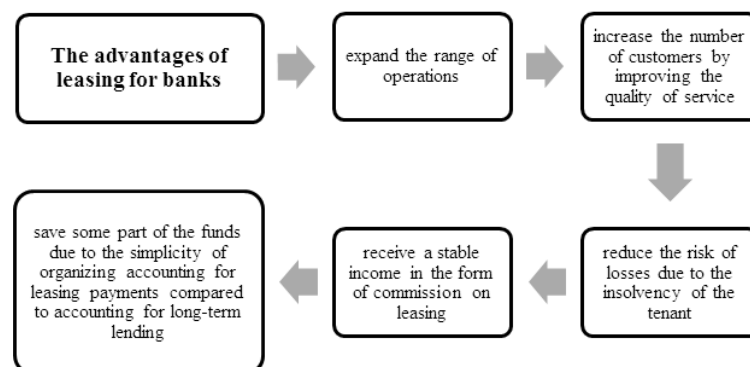 The advantages of
leasing for banks
expand the range of
operations
increase the number
of customers by
improving the
quality of service
reduce the risk of
losses due to the
insolvency of the
tenant
receive a stable
income in the form
of commission on
leasing
save some part of the funds
due to the simplicity of
organizing accounting for
leasing payments compared
to accounting for long-term
lending